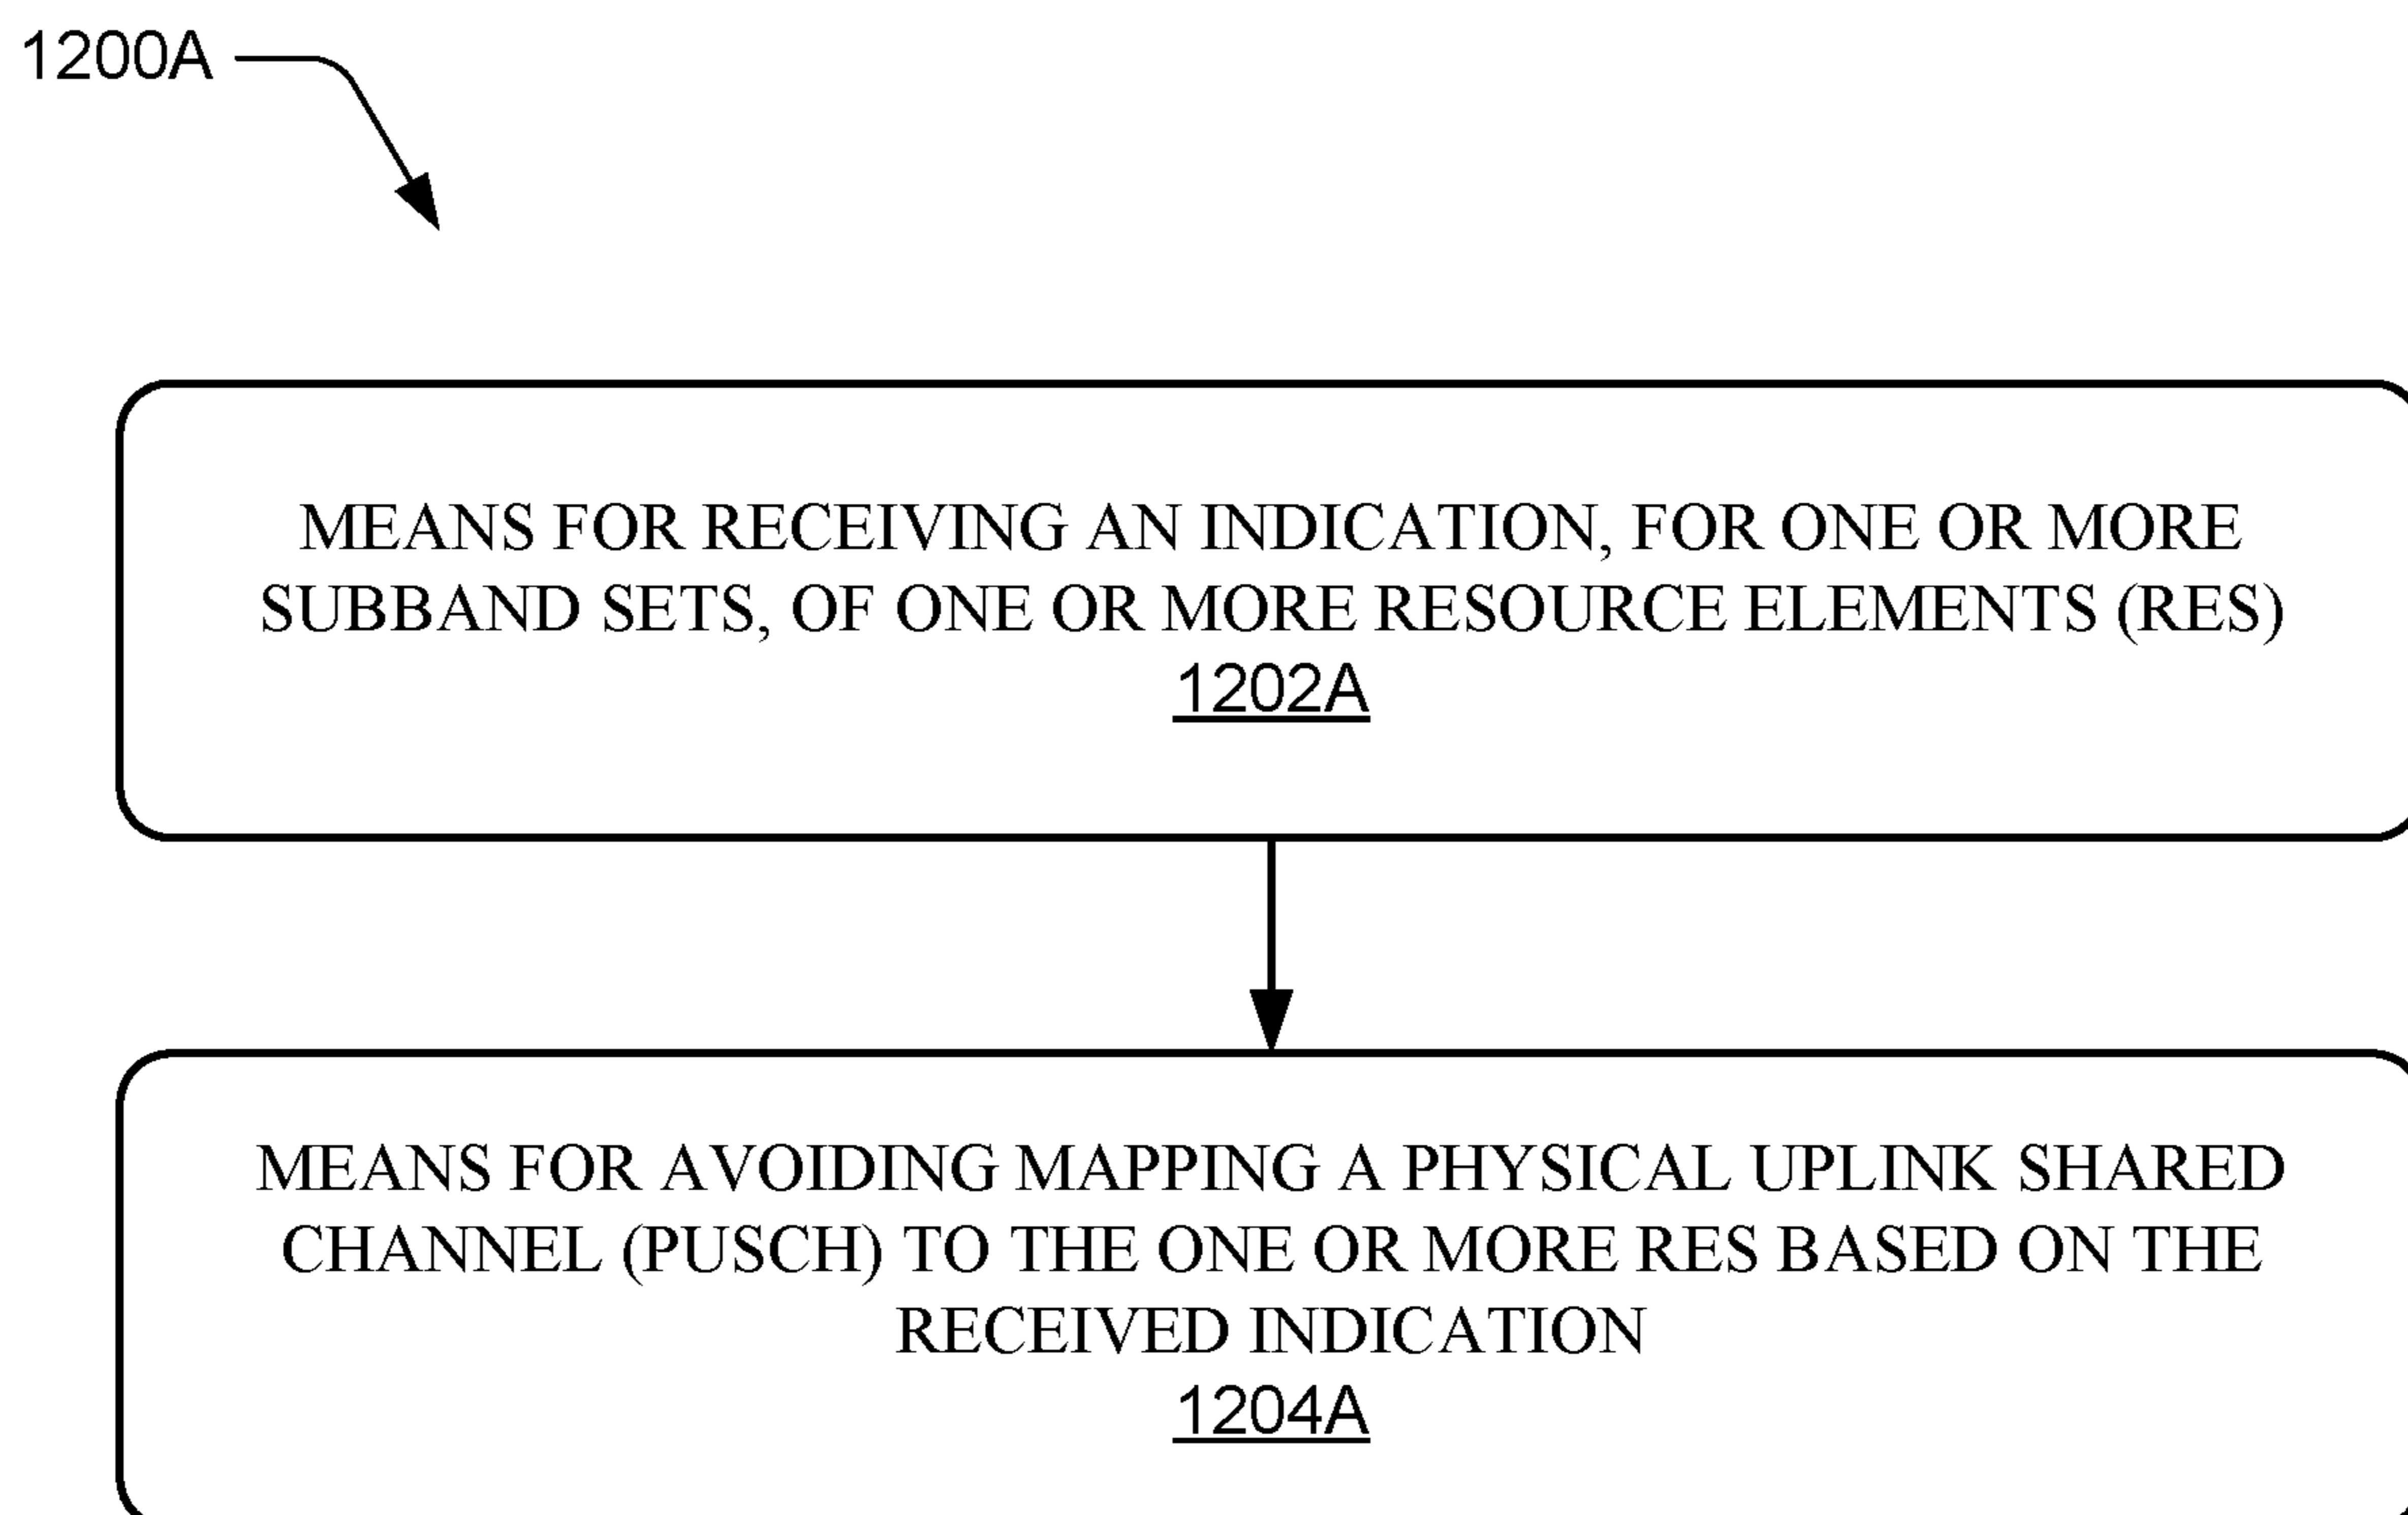 1200A
MEANS FOR RECEIVING AN INDICATION, FOR ONE OR MORE
SUBBAND SETS, OF ONE OR MORE RESOURCE ELEMENTS (RES)
1202A
MEANS FOR AVOIDING MAPPING A PHYSICAL UPLINK SHARED
CHANNEL (PUSCH) TO THE ONE OR MORE RES BASED ON THE
RECEIVED INDICATION
1204A